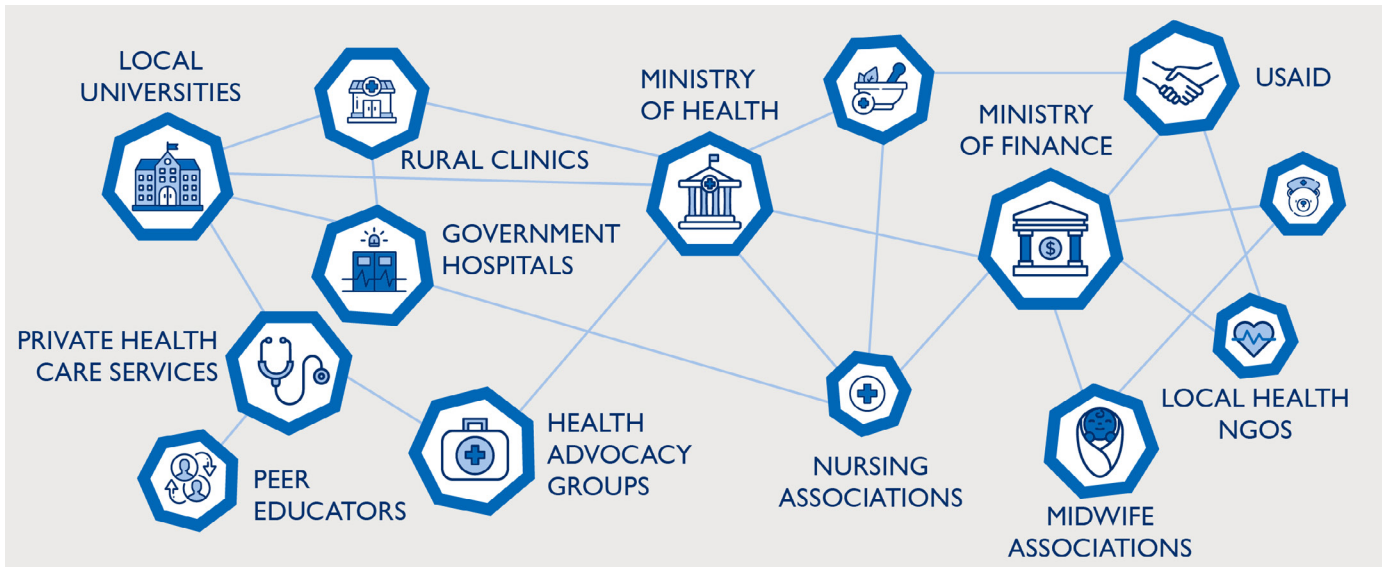 LOCAL
UNIVERSITIES
RURAL CLINICS
MINISTRY
OF HEALTH
MINISTRY
OF FINANCE
USAID
GOVERNMENT
HOSPITALS
PRIVATE HEALTH
CARE SERVICES
PEER
EDUCATORS
HEALTH
ADVOCACY
GROUPS
NURSING
ASSOCIATIONS
$
LOCAL HEALTH
NGOS
MIDWIFE
ASSOCIATIONS